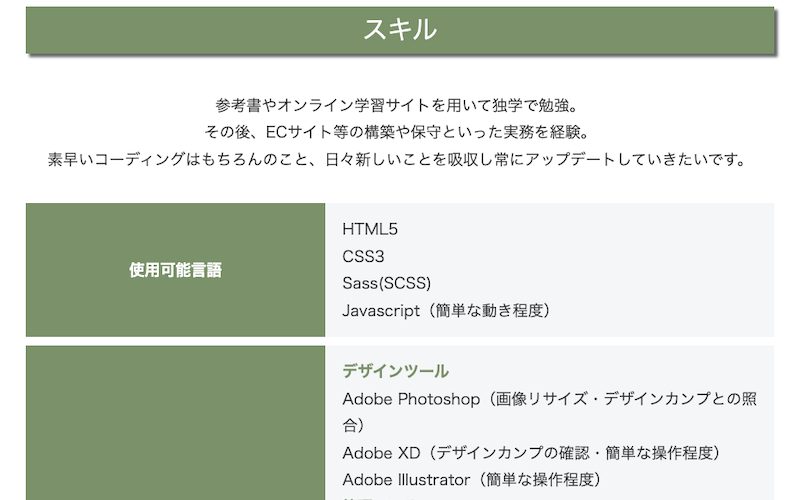 スキル
参考書やオンライン学習サイトを用いて独学で勉強。
その後、ECサイト等の構築や保守といった実務を経験。
素早いコーディングはもちろんのこと、日々新しいことを吸収し常にアップデートしていきたいです。
使用可能言語
HTML5
CSS3
Sass(SCSS)
Javascript（簡単な動き程度）
デザインツール
Adobe Photoshop（画像リサイズ・デザインカンプとの照
合）
Adobe XD（デザインカンプの確認・簡単な操作程度）
Adobe Illustrator（簡単な操作程度）